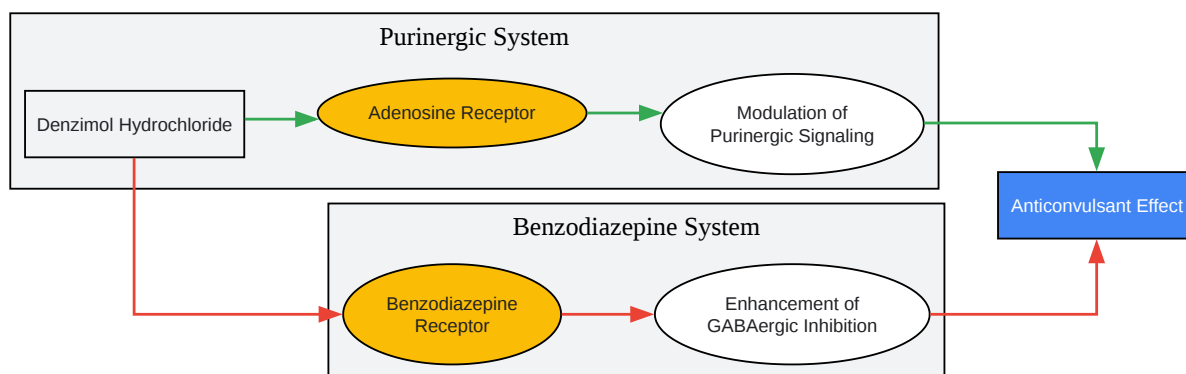 Purinergic System
Denzimol Hydrochloride
Adenosine Receptor
Modulation of
Purinergic Signaling
Anticonvulsant Effect
Benzodiazepine System
Benzodiazepine
Receptor
Enhancement of
GABAergic Inhibition